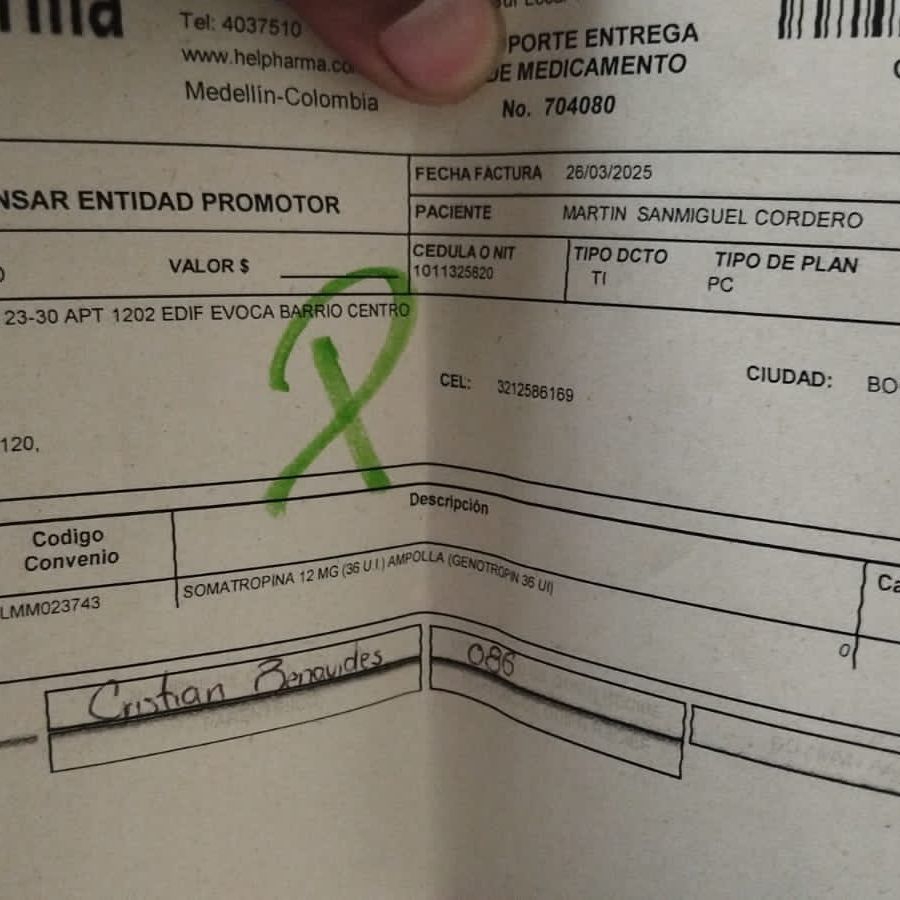 Tel: 4037510
www.helpharma.co
Medellín-Colombia
PORTE ENTREGA
DE MEDICAMENTO
No. 704080
NSAR ENTIDAD PROMOTOR
FECHA FACTURA 26/03/2025
PACIENTE MARTIN SANMIGUEL CORDERO
VALOR $
CEDULA O NIT
1011325620
TIPO DCTO
TI
TIPO DE PLAN
PC
23-30 APT 1202 EDIF EVOCA BARRIO CENTRO
CEL: 3212586169
CIUDAD: BO
120,
Codigo
Convenio
Descripción
Ca
LMM023743
SOMATROPINA 12 MG (36 U.I.) AMPOLLA (GENOTROPIN 36 UI)
0
Cristian Benavides
086